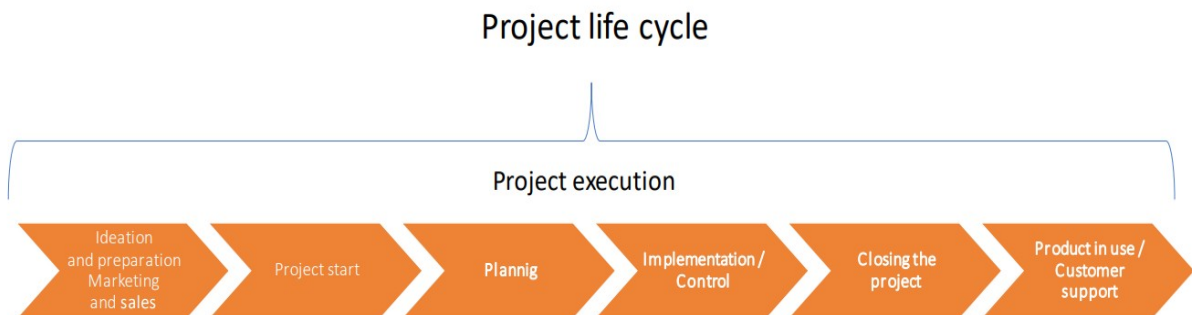 Project life cycle
Project execution
Ideation
and preparation
Marketing
and sales
Project start
Plannig
Implementation /
Control
Closing the
project
Product in use /
Customer
support